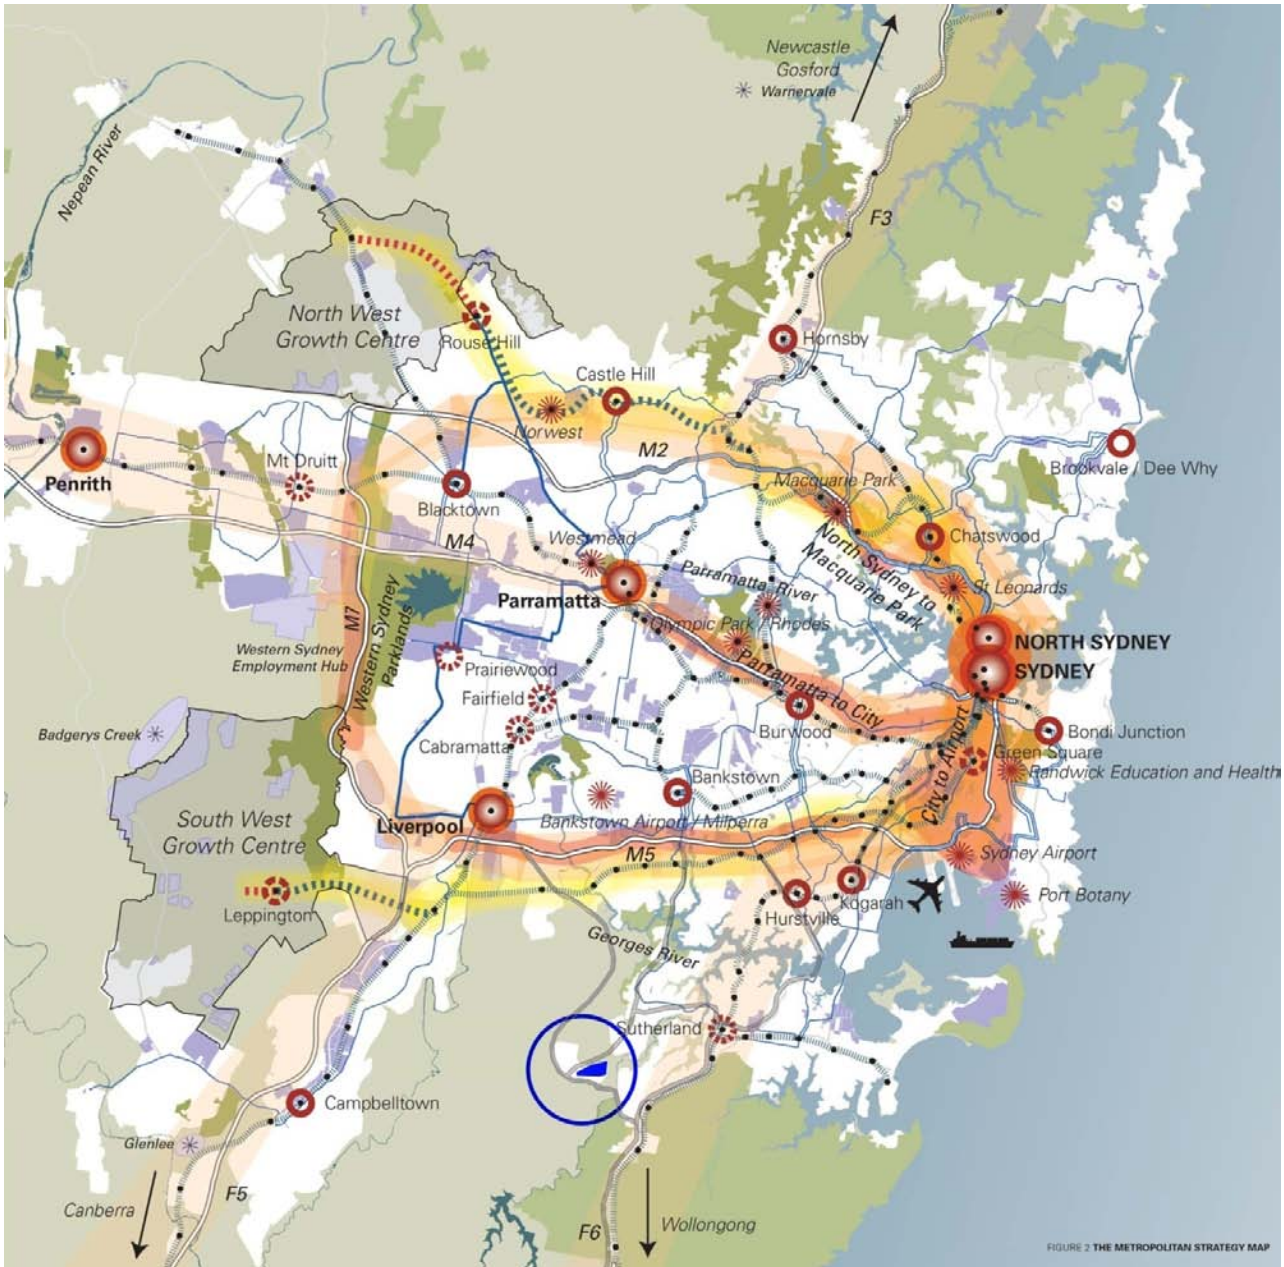 Newcastle
Gosford
Warnervale
Nepean River
F3
North West
Growth Centre
Rouse Hill
Hornsby
Castle Hill
Norwest
M2
Brookvale / Dee Why
Penrith
Mt Druitt
Blacktown
Macquarie Park
Chatswood
M4
Westmead
North Sydney to
Macquarie Park
Parramatta River
St Leonards
Parramatta
Olympic Park / Rhodes
M7
Western Sydney
Parklands
Western Sydney
Employment Hub
NORTH SYDNEY
SYDNEY
Prairiewood
Parramatta to City
Fairfield
Cabramatta
Burwood
Bondi Junction
Badgerys Creek
City to Airport
Green Square
Randwick Education and Health
Bankstown
Bankstown Airport / Milperra
South West
Growth Centre
Liverpool
M5
Sydney Airport
Leppington
Hurstville
Kogarah
Port Botany
Georges River
Sutherland
Campbelltown
Glenlee
F5
Canberra
F6
Wollongong
FIGURE 2 THE METROPOLITAN STRATEGY MAP